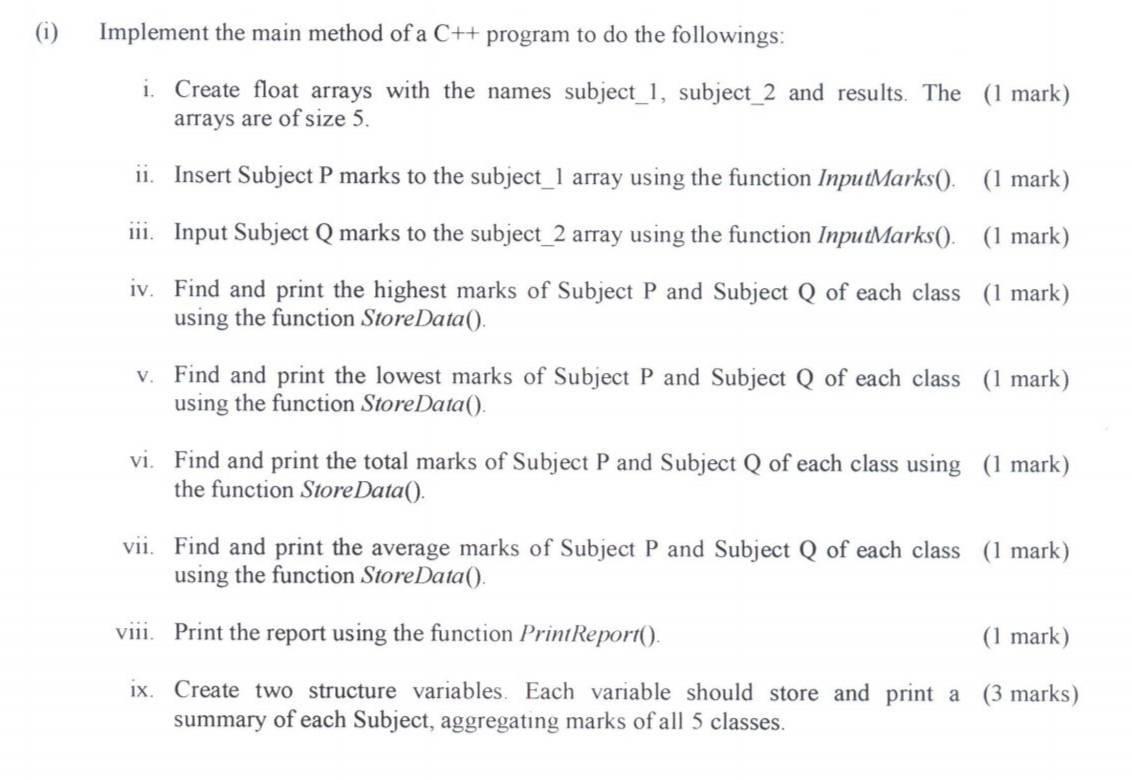 (i) Implement the main method of a C++ program to do the followings:
i. Create float arrays with the names subject_1, subject_2 and results. The (1 mark)
arrays are of size 5.
ii. Insert Subject P marks to the subject_1 array using the function InputMarks(). (1 mark)
iii. Input Subject Q marks to the subject_2 array using the function InputMarks(). (1 mark)
iv. Find and print the highest marks of Subject P and Subject Q of each class (1 mark)
using the function StoreData().
v. Find and print the lowest marks of Subject P and Subject Q of each class (1 mark)
using the function StoreData().
vi. Find and print the total marks of Subject P and Subject Q of each class using (1 mark)
the function StoreData().
vii. Find and print the average marks of Subject P and Subject Q of each class (1 mark)
using the function StoreData().
viii. Print the report using the function PrintReport(). (1 mark)
ix. Create two structure variables. Each variable should store and print a (3 marks)
summary of each Subject, aggregating marks of all 5 classes.